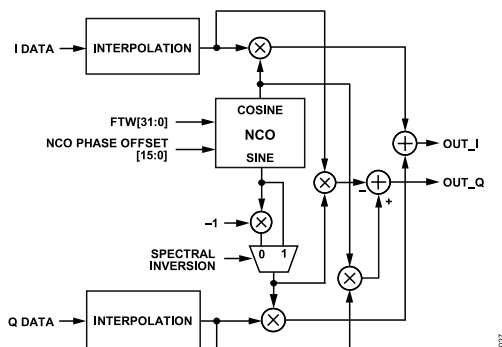 I DATA
INTERPOLATION
COSINE
FTW[31:0]
NCO
NCO PHASE OFFSET
[15:0]
SINE
OUT_I
OUT_Q
–
+
–1
0 1
SPECTRAL
INVERSION
Q DATA
INTERPOLATION